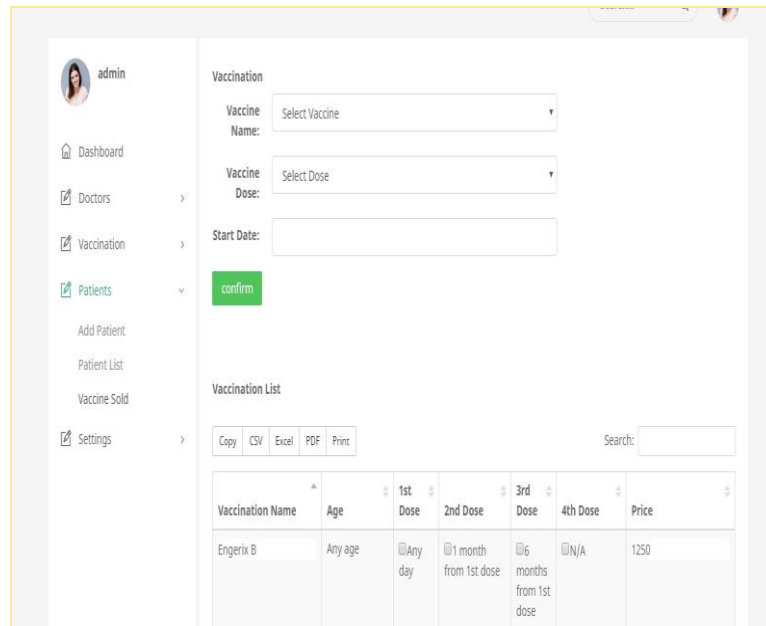 admin
Dashboard
Doctors
Vaccination
Patients
Add Patient
Patient List
Vaccine Sold
Settings
Vaccination
Vaccine
Name:
Select Vaccine
Vaccine
Dose:
Select Dose
Start Date:
confirm
Vaccination List
Copy CSV Excel PDF Print
Search:
Vaccination Name Age 1st Dose 2nd Dose 3rd Dose 4th Dose Price
Engerix B Any age Any day 1 month from 1st dose 6 months from 1st dose N/A 1250